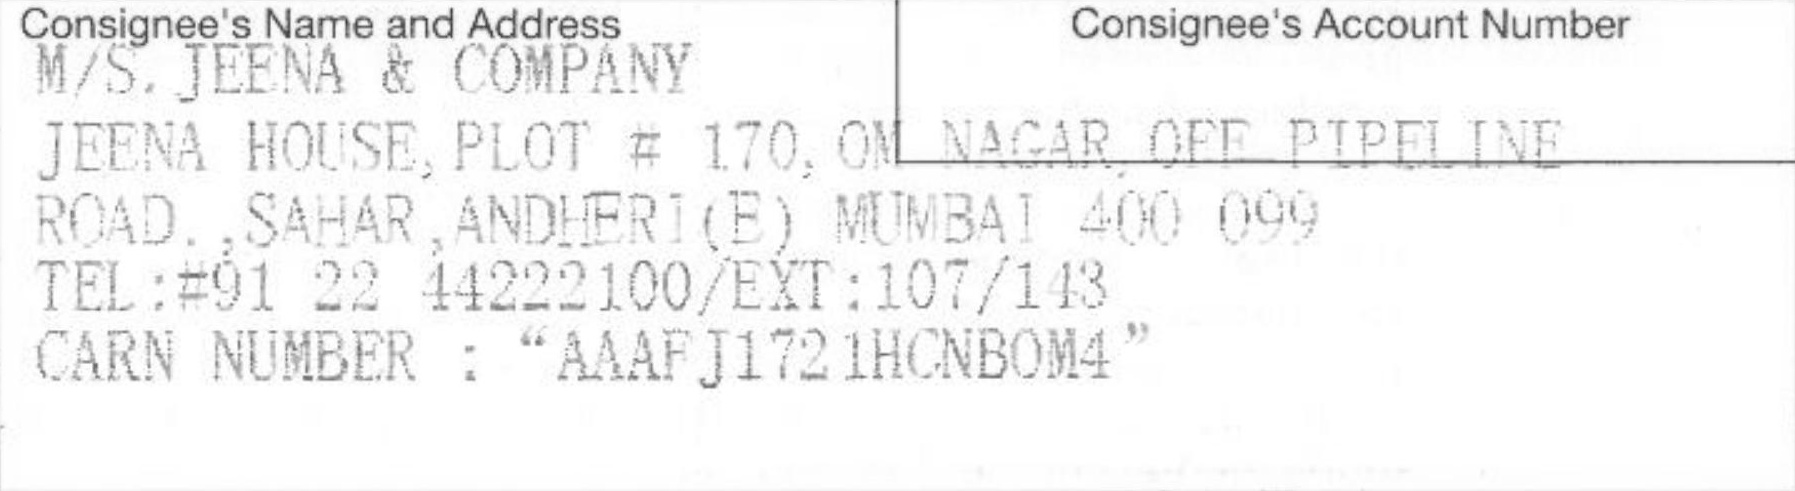 Consignee's Name and Address
Consignee's Account Number
M/S. JEENA & COMPANY
JEENA HOUSE, PLOT # 170, OM NAGAR, OFF PIPELINE
ROAD.,SAHAR,ANDHERI(E) MUMBAI 400 099
TEL:#91 22 44222100/EXT:107/143
CARN NUMBER : “AAAFJ1721HCNBOM4”